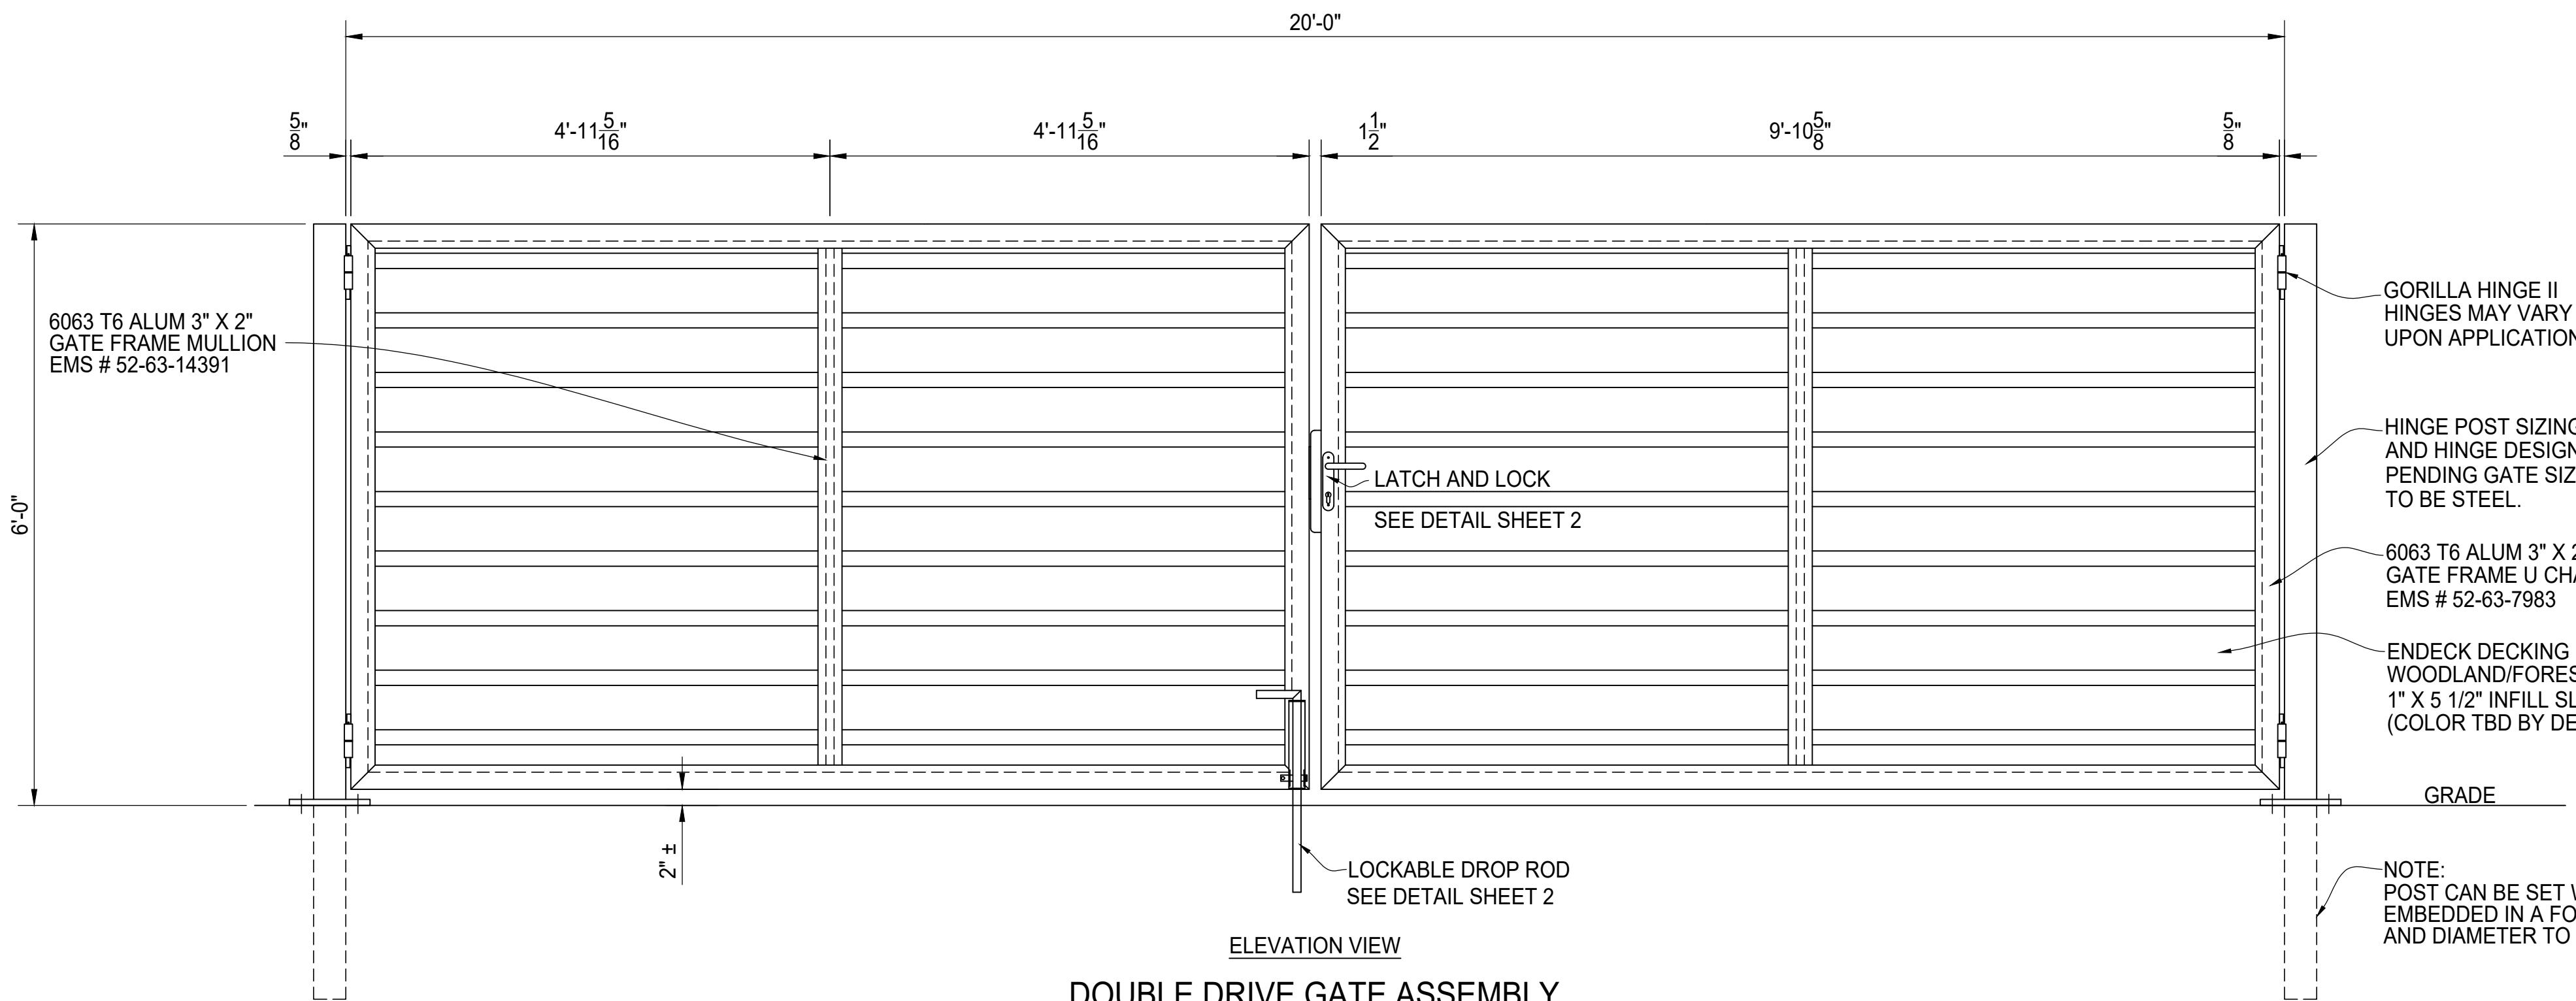 20'-0"
5/8"
4'-11 5/16"
4'-11 5/16"
1 1/2"
9'-10 5/8"
5/8"
6063 T6 ALUM 3" X 2"
GATE FRAME MULLION
EMS # 52-63-14391
6'-0"
LATCH AND LOCK
SEE DETAIL SHEET 2
GORILLA HINGE II
HINGES MAY VARY
UPON APPLICATION
HINGE POST SIZING
AND HINGE DESIGN
PENDING GATE SIZ
TO BE STEEL.
6063 T6 ALUM 3" X 2
GATE FRAME U CHA
EMS # 52-63-7983
ENDECK DECKING
WOODLAND/FORES
1" X 5 1/2" INFILL SL
(COLOR TBD BY DE
GRADE
2" ±
LOCKABLE DROP ROD
SEE DETAIL SHEET 2
NOTE:
POST CAN BE SET W
EMBEDDED IN A FO
AND DIAMETER TO
ELEVATION VIEW
DOUBLE DRIVE GATE ASSEMBLY